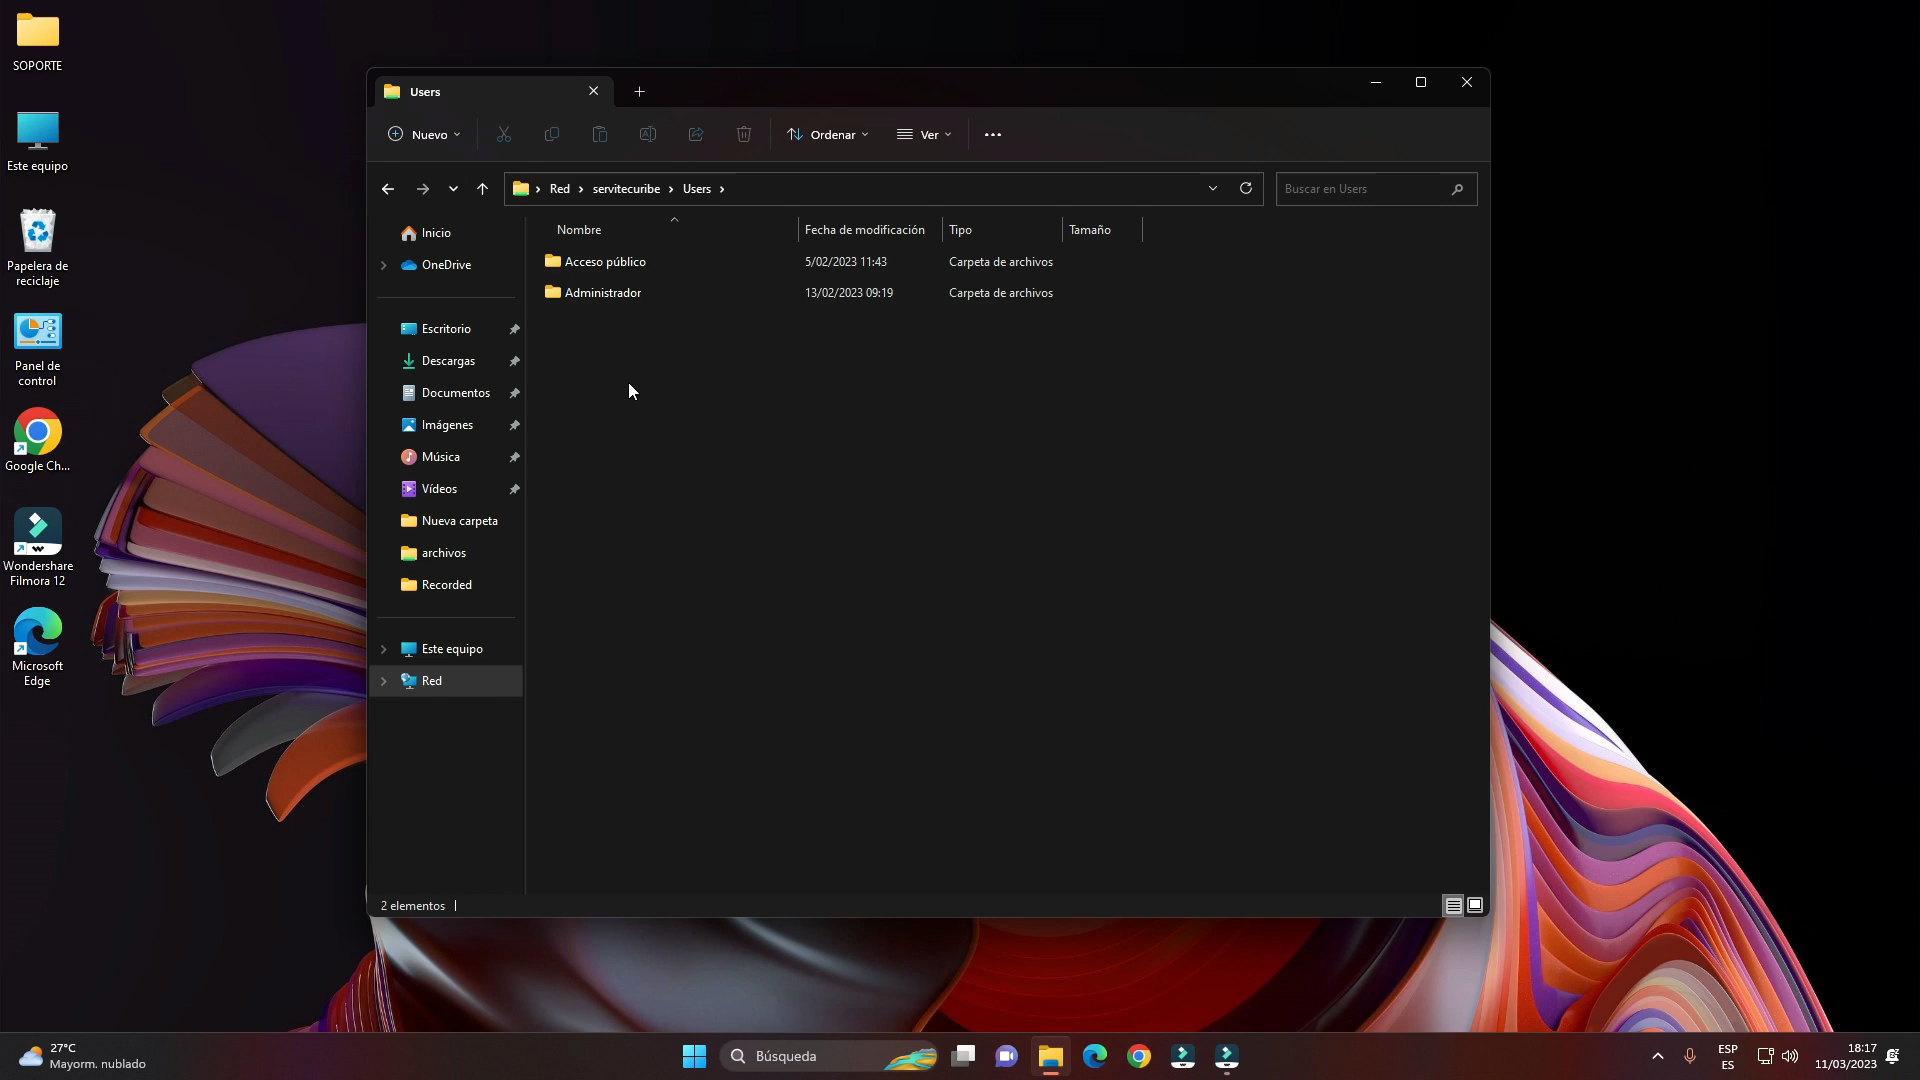 SOPORTE
Este equipo
Papelera de
reciclaje
Panel de
control
Google Ch...
Wondershare
Filmora 12
Microsoft
Edge
Users
Nuevo
Ordenar
Ver
Red
servitecuribe
Users
Buscar en Users
Inicio
OneDrive
Escritorio
Descargas
Documentos
Imágenes
Música
Vídeos
Nueva carpeta
archivos
Recorded
Este equipo
Red
Nombre
Fecha de modificación
Tipo
Tamaño
Acceso público
5/02/2023 11:43
Carpeta de archivos
Administrador
13/02/2023 09:19
Carpeta de archivos
2 elementos
27°C
Mayorm. nublado
Búsqueda
ESP
ES
18:17
11/03/2023